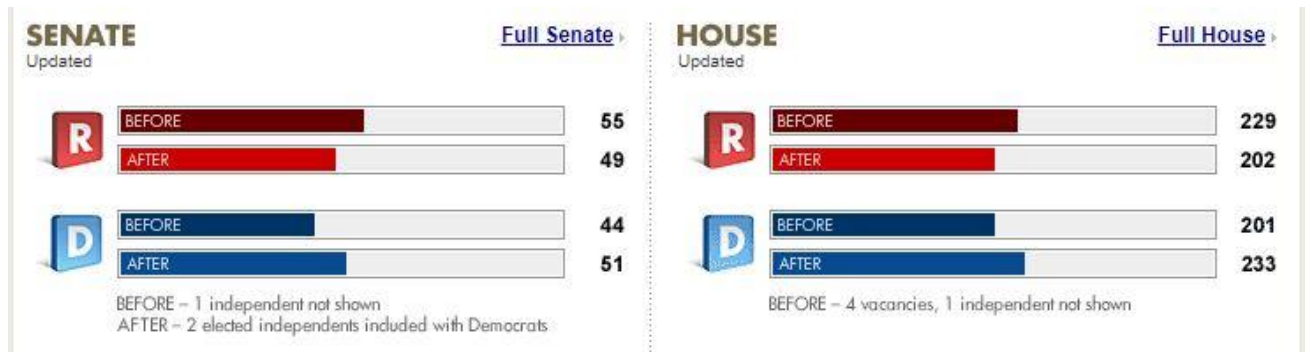 SENATE
Full Senate
Updated
R
BEFORE
55
AFTER
49
D
BEFORE
44
AFTER
51
BEFORE – 1 independent not shown
AFTER – 2 elected independents included with Democrats
HOUSE
Full House
Updated
R
BEFORE
229
AFTER
202
D
BEFORE
201
AFTER
233
BEFORE – 4 vacancies, 1 independent not shown